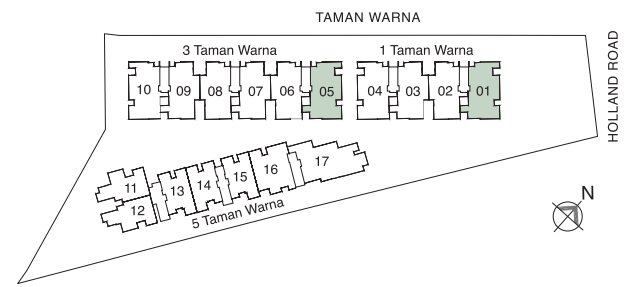 TAMAN WARNA
3 Taman Warna
1 Taman Warna
HOLLAND ROAD
10 09 08 07 06 05 04 03 02 01
11 12 13 14 15 16 17
5 Taman Warna
N